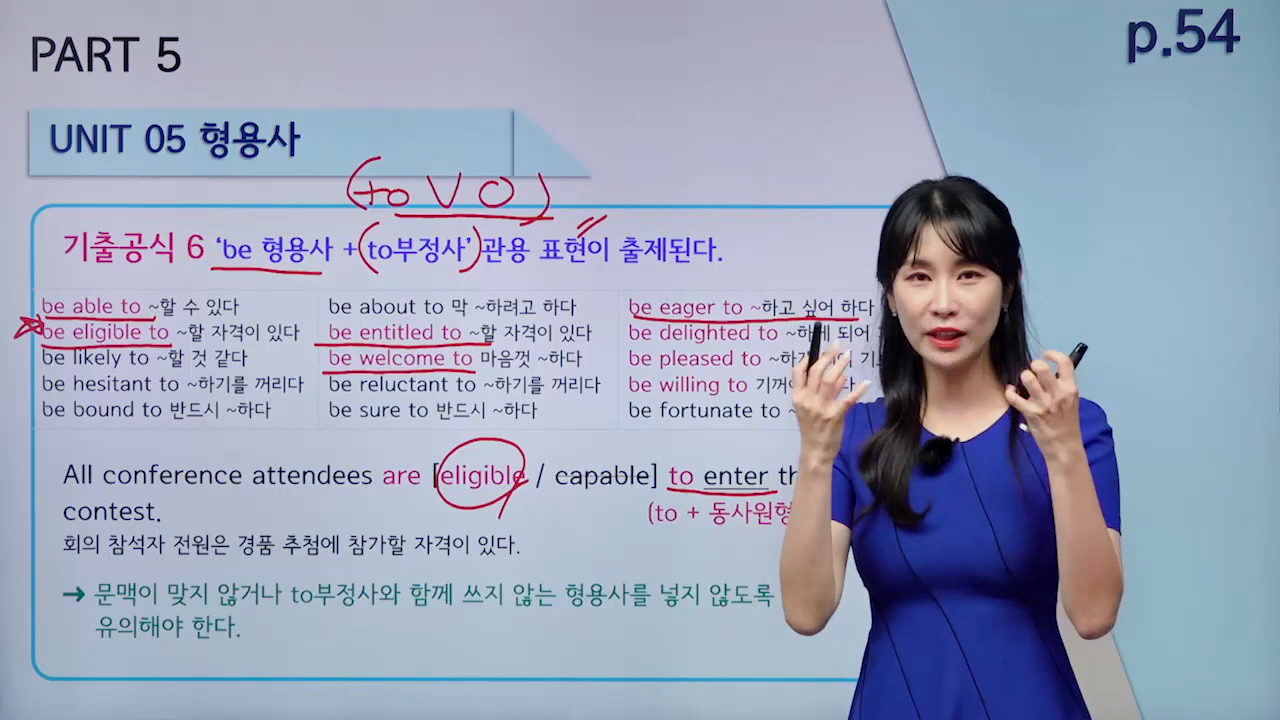 p.54
PART 5
UNIT 05 형용사
(to V O)
기출공식 6 ‘be 형용사 + (to부정사’) 관용 표현이 출제된다.
be able to ~할 수 있다 be about to 막 ~하려고 하다 be eager to ~하고 싶어 하다
be eligible to ~할 자격이 있다 be entitled to ~할 자격이 있다 be delighted to ~하게 되어
be likely to ~할 것 같다 be welcome to 마음껏 ~하다 be pleased to
be hesitant to ~하기를 꺼리다 be reluctant to ~하기를 꺼리다 be willing to
be bound to 반드시 ~하다 be sure to 반드시 ~하다 be fortunate to ~
All conference attendees are [eligible / capable] to enter
contest.
(to + 동사원형
회의 참석자 전원은 경품 추첨에 참가할 자격이 있다.
→ 문맥이 맞지 않거나 to부정사와 함께 쓰지 않는 형용사를 넣지 않도록
유의해야 한다.